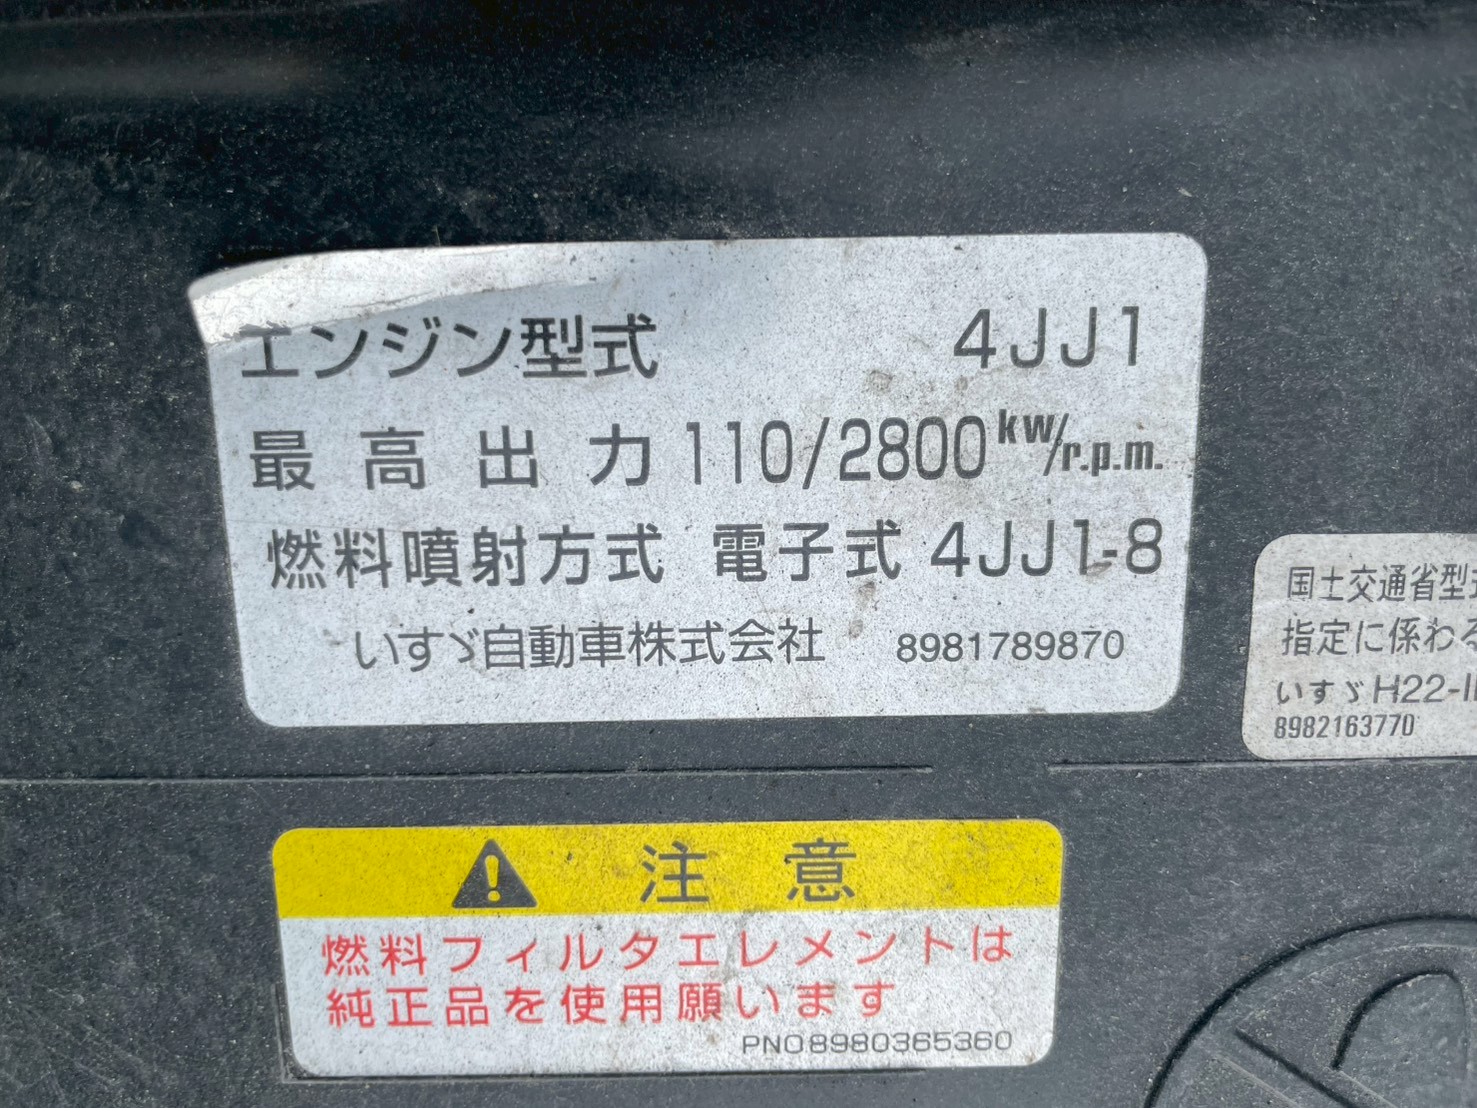 エンジン型式 4JJ1
最高出力 110/2800 kw/r.p.m.
燃料噴射方式 電子式 4JJ1-8
いすゞ自動車株式会社 8981789870
国土交通省型
指定に係わる
いすゞ H22-
8982163770
注意
燃料フィルタエレメントは
純正品を使用願います
PNO8980365360